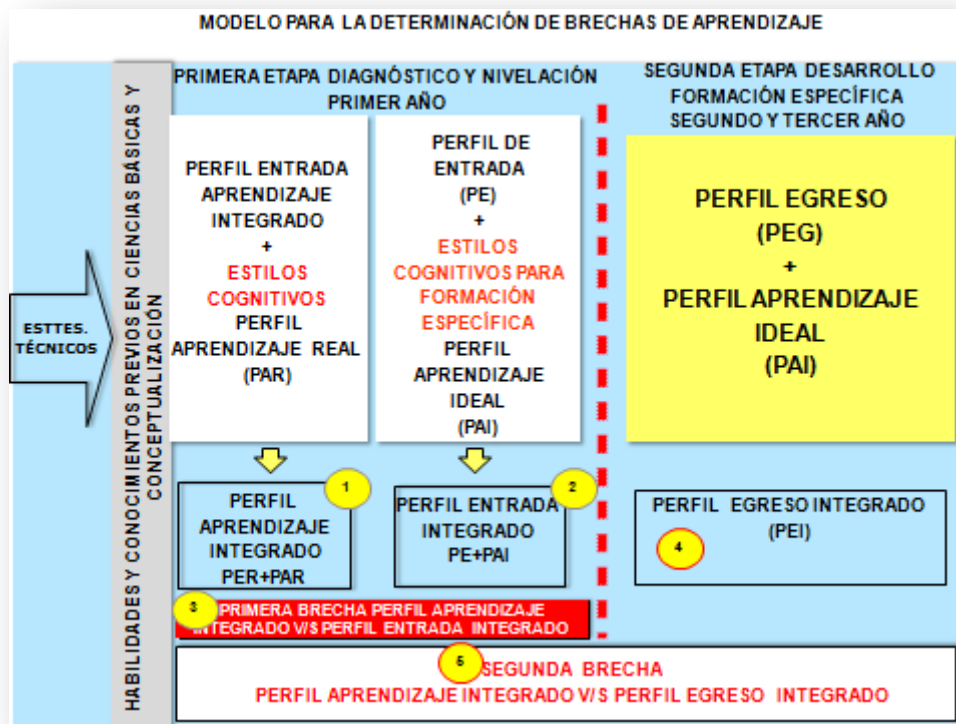 MODELO PARA LA DETERMINACIÓN DE BRECHAS DE APRENDIZAJE
ESTTES.
TÉCNICOS
HABILIDADES Y CONOCIMIENTOS PREVIOS EN CIENCIAS BÁSICAS Y
CONCEPTUALIZACIÓN
PRIMERA ETAPA DIAGNÓSTICO Y NIVELACIÓN
PRIMER AÑO
PERFIL ENTRADA
APRENDIZAJE
INTEGRADO
+
ESTILOS
COGNITIVOS
PERFIL
APRENDIZAJE REAL
(PAR)
PERFIL DE
ENTRADA
(PE)
+
ESTILOS
COGNITIVOS PARA
FORMACIÓN
ESPECÍFICA
PERFIL
APRENDIZAJE
IDEAL
(PAI)
SEGUNDA ETAPA DESARROLLO
FORMACIÓN ESPECÍFICA
SEGUNDO Y TERCER AÑO
PERFIL EGRESO
(PEG)
+
PERFIL APRENDIZAJE
IDEAL
(PAI)
1
PERFIL
APRENDIZAJE
INTEGRADO
PER+PAR
2
PERFIL ENTRADA
INTEGRADO
PE+PAI
PERFIL EGRESO INTEGRADO
(PEI)
4
3
PRIMERA BRECHA PERFIL APRENDIZAJE
INTEGRADO V/S PERFIL ENTRADA INTEGRADO
5
SEGUNDA BRECHA
PERFIL APRENDIZAJE INTEGRADO V/S PERFIL EGRESO INTEGRADO